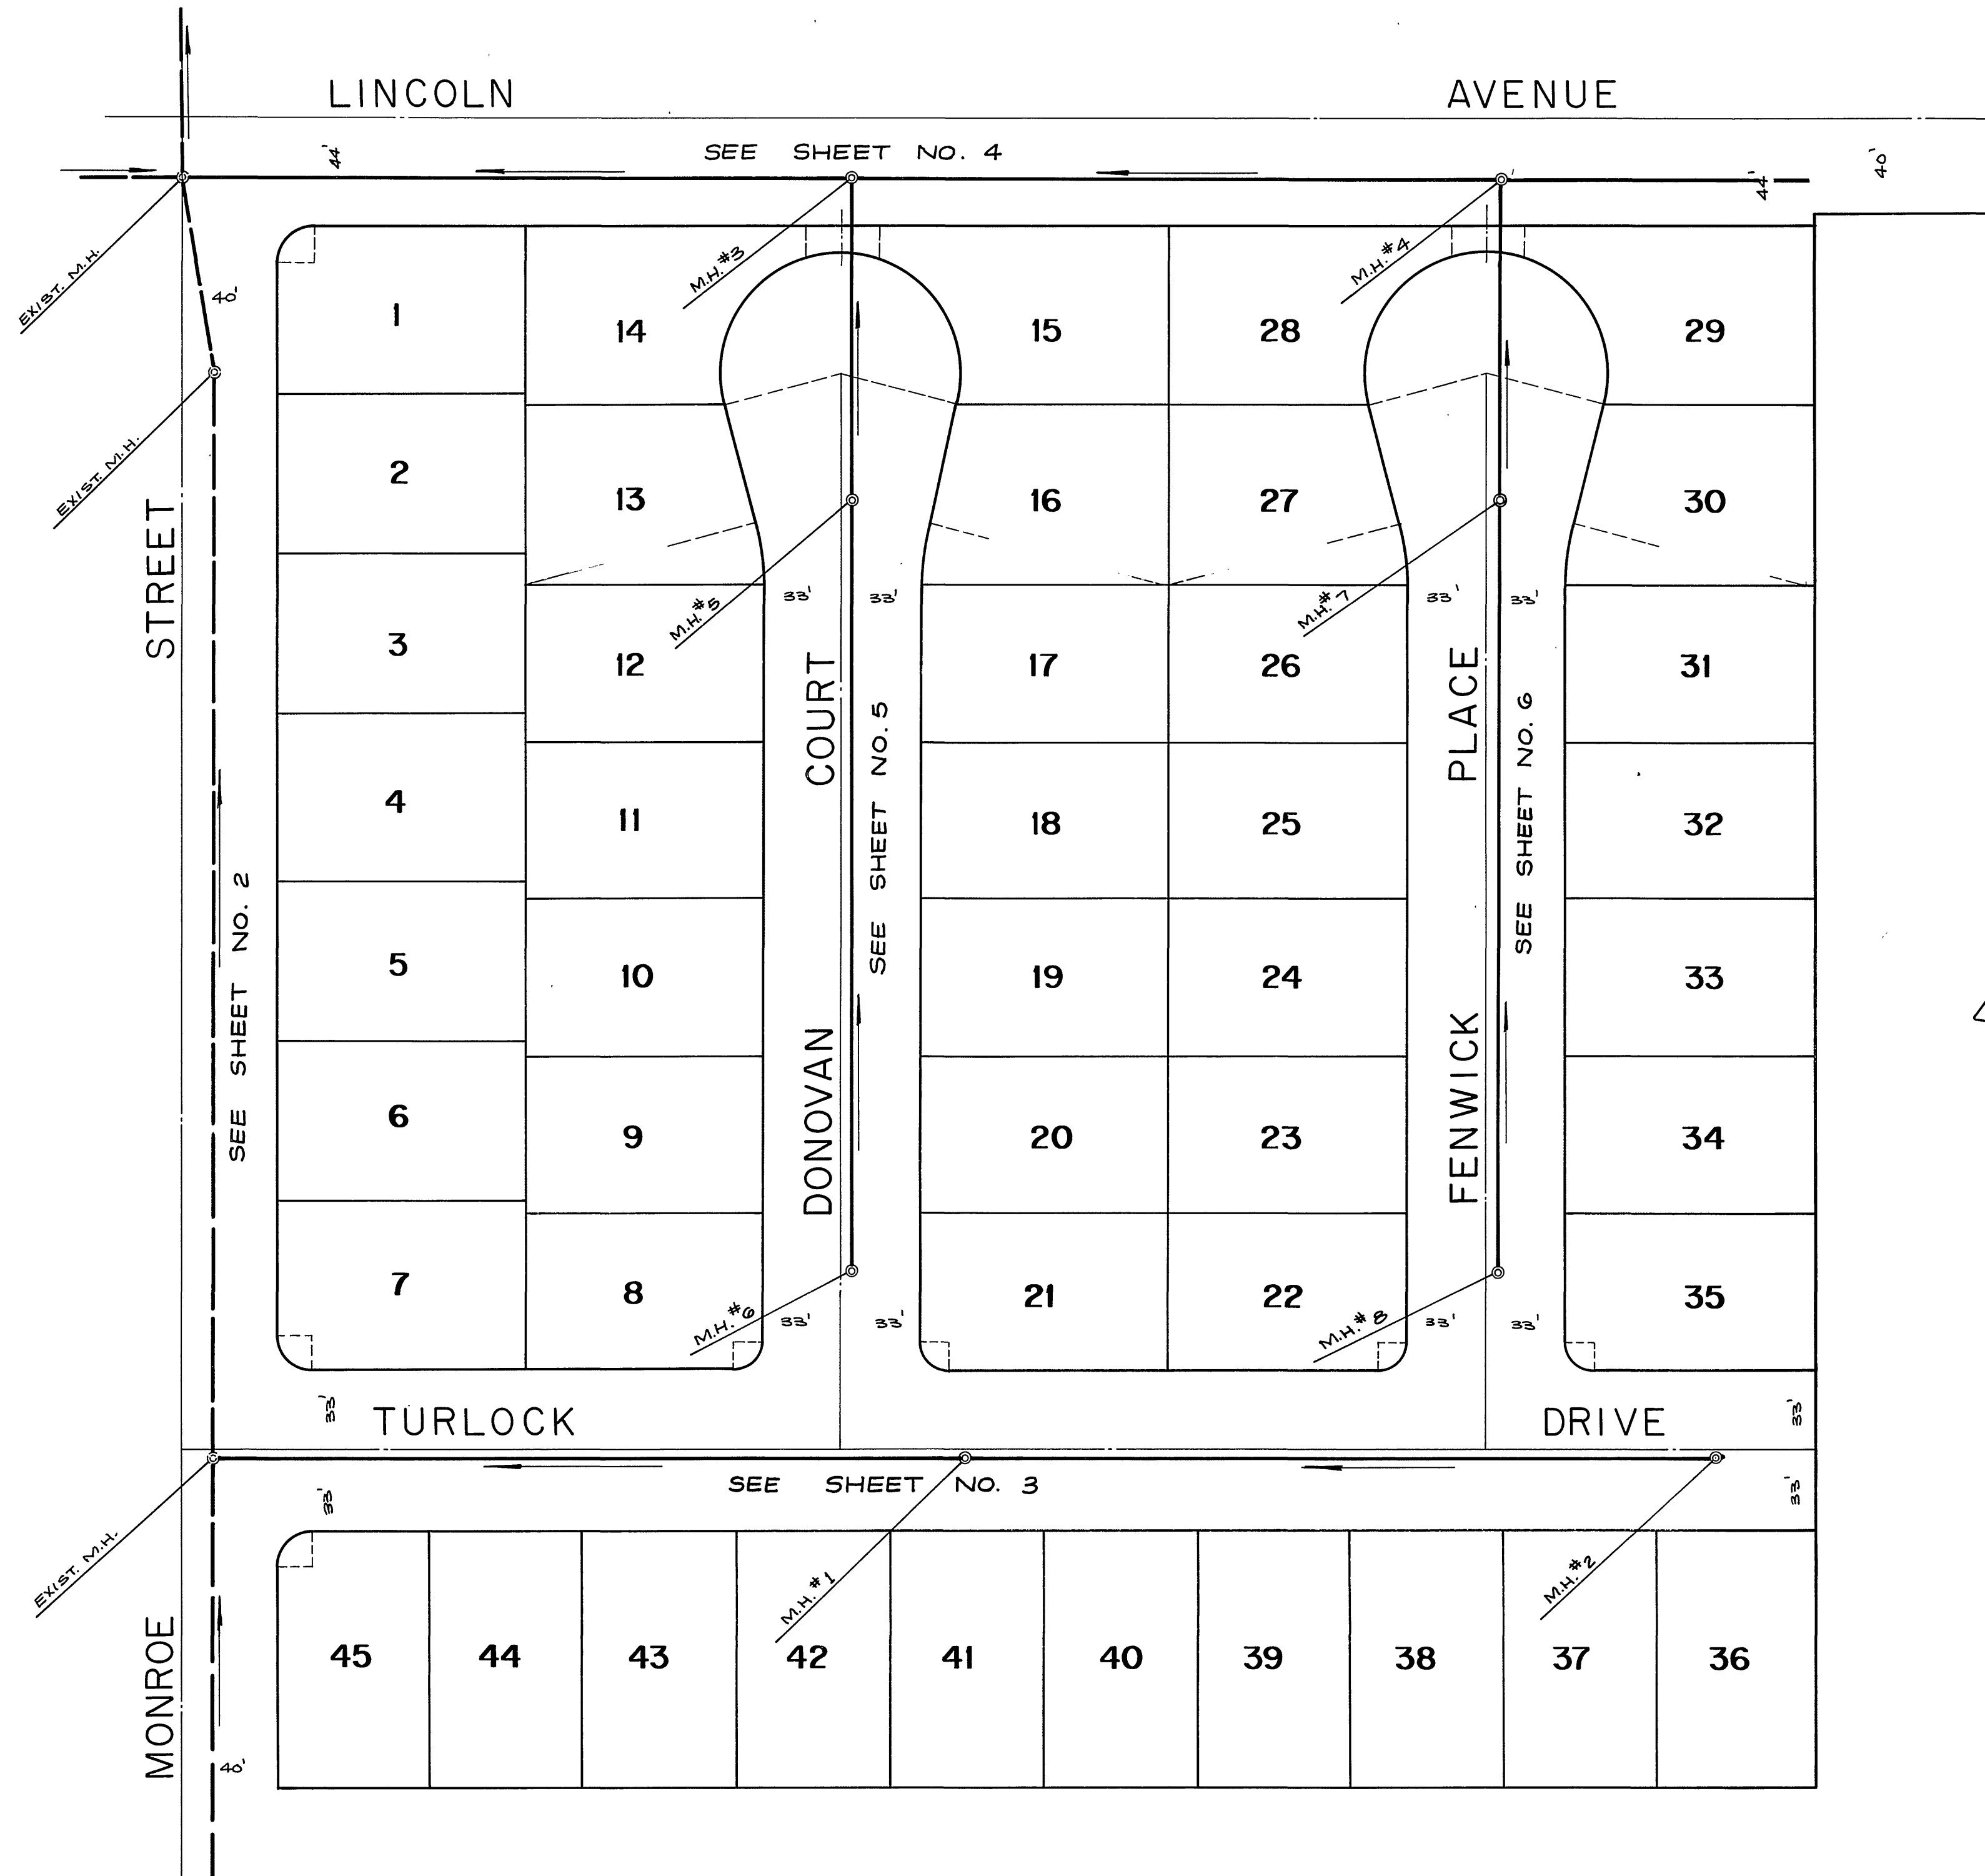 LINCOLN AVENUE
SEE SHEET NO. 4
44'
44'
40'
EXIST. M.H.
M.H. #3
M.H. #4
40'
1
14
15
28
29
EXIST. M.H.
2
13
16
27
30
M.H. #5
33'
33'
M.H. #7
33'
33'
3
12
17
26
31
4
11
18
25
32
5
10
19
24
33
6
9
20
23
34
7
8
21
22
35
MONROE STREET
SEE SHEET NO. 2
DONOVAN COURT
SEE SHEET NO. 5
FENWICK PLACE
SEE SHEET NO. 6
M.H. #6
33'
33'
M.H. # 8
33'
33'
33'
TURLOCK DRIVE
33'
SEE SHEET NO. 3
33'
33'
EXIST. M.H.
M.H. #1
M.H. #2
45
44
43
42
41
40
39
38
37
36
40'